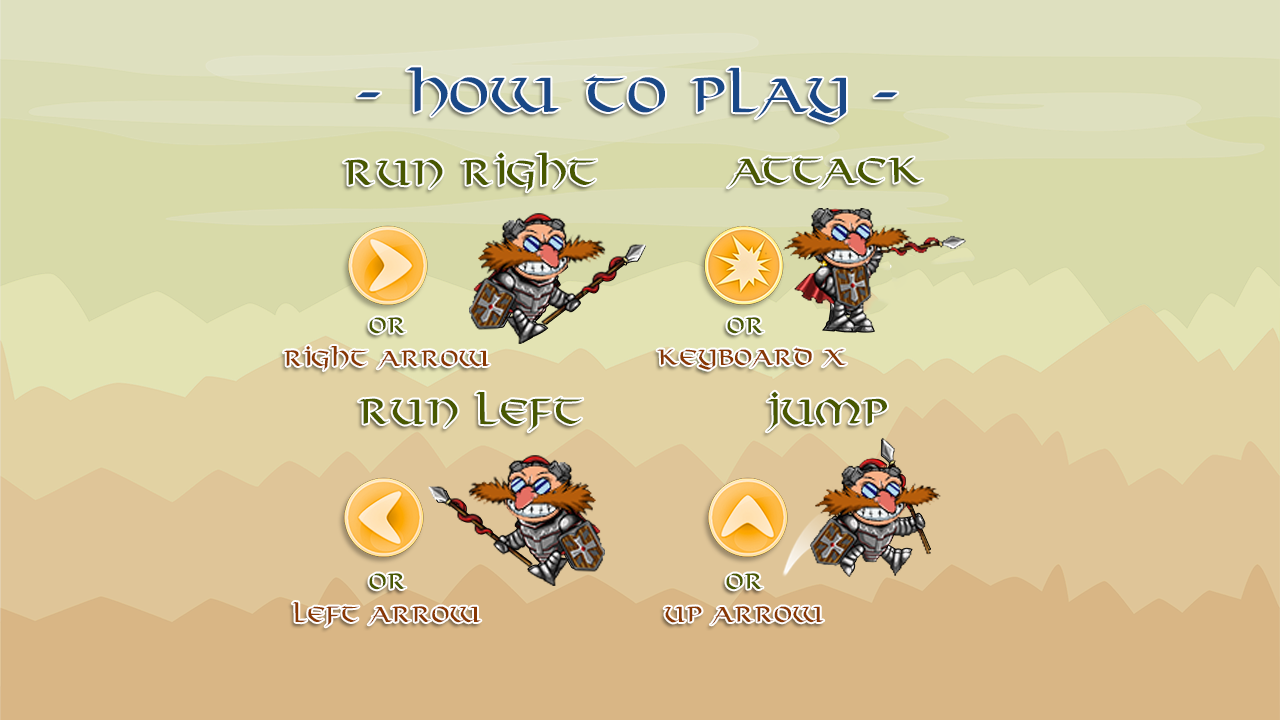 - HOW TO PLAY -
RUN RIGHT
ATTACK
OR
RIGHT ARROW
OR
KEYBOARD X
RUN LEFT
JUMP
OR
LEFT ARROW
OR
UP ARROW